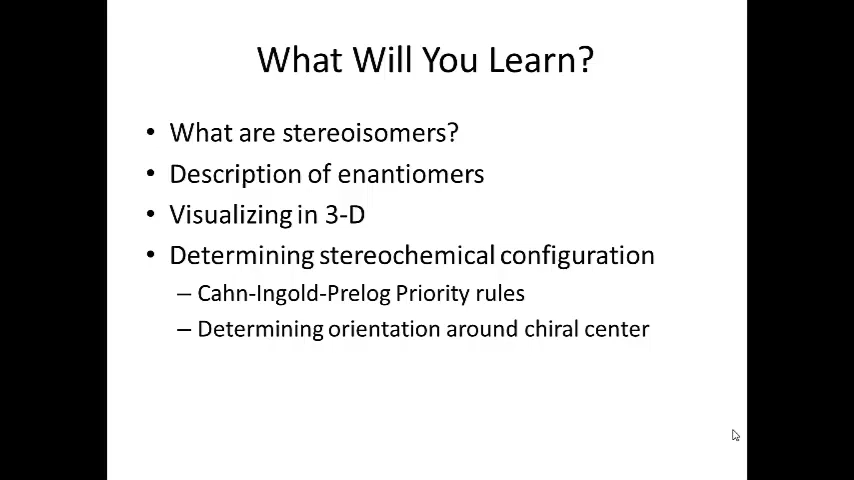 What Will You Learn?
• What are stereoisomers?
• Description of enantiomers
• Visualizing in 3-D
• Determining stereochemical configuration
– Cahn-Ingold-Prelog Priority rules
– Determining orientation around chiral center